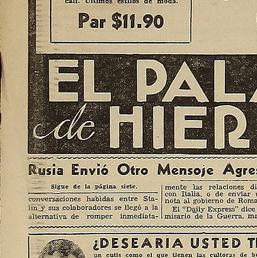 cali. Ultimos estilos de moda.
Par $11.90
EL PALA
de HIER
Rusia Envió Otro Mensoje Agre
Sigue de la página siete.
conversaciones habidas entre Sta-
lin y sus colaboradores se llegó a la
alternativa de romper inmediata-
mente las relaciones di
con Italia, o de enviar
nota al gobierno de Roma
El "Daily Express" dice
misario de la Guerra, ma
¿DESEARIA USTED T
un cutis como el que tienen las cultoras de b